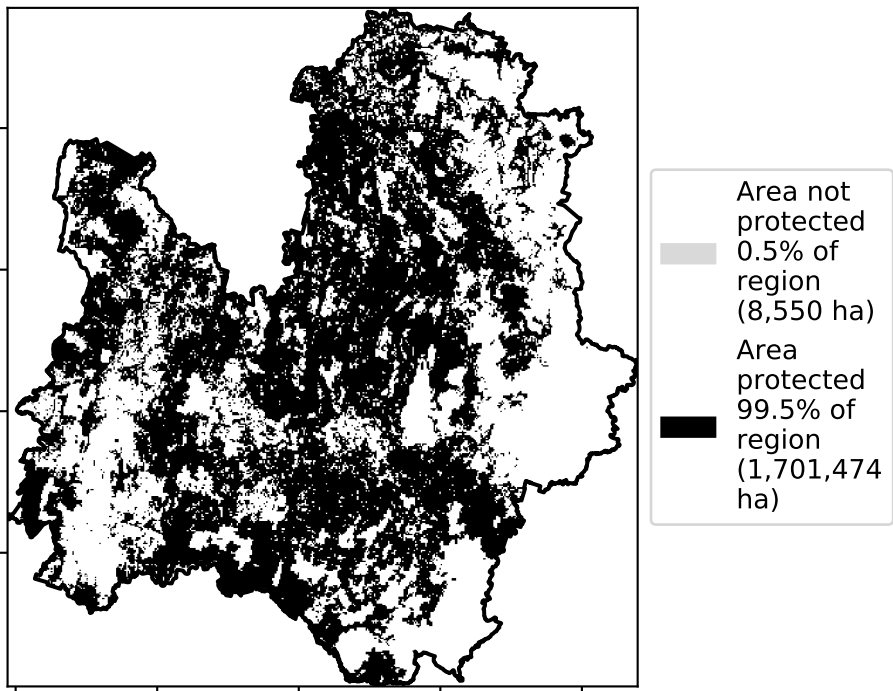 Area not
protected
0.5% of
region
(8,550 ha)
Area
protected
99.5% of
region
(1,701,474
ha)